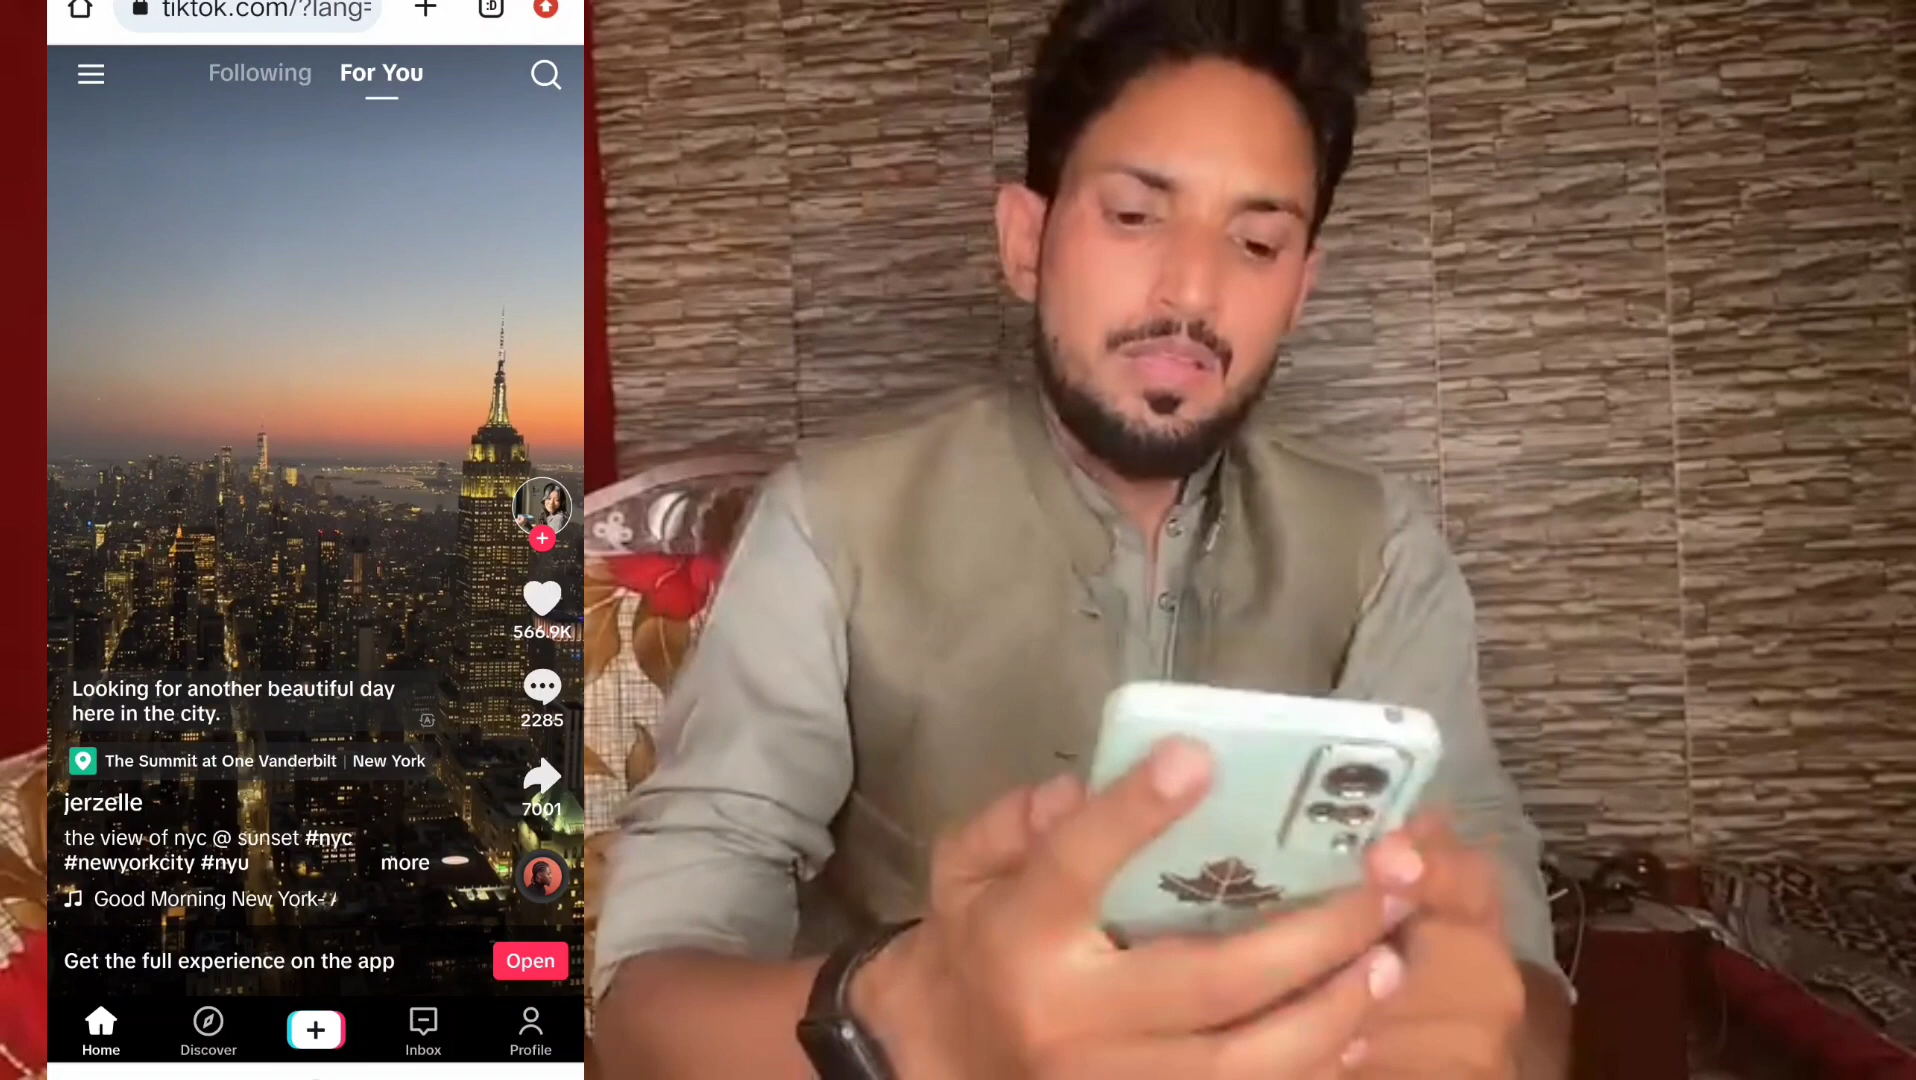 tiktok.com/?lang=
:D
Following
For You
566.9K
Looking for another beautiful day
here in the city.
2285
The Summit at One Vanderbilt | New York
jerzelle
7001
the view of nyc @ sunset #nyc
#newyorkcity #nyu
more
Good Morning New York-
Get the full experience on the app
Open
Home
Discover
Inbox
Profile